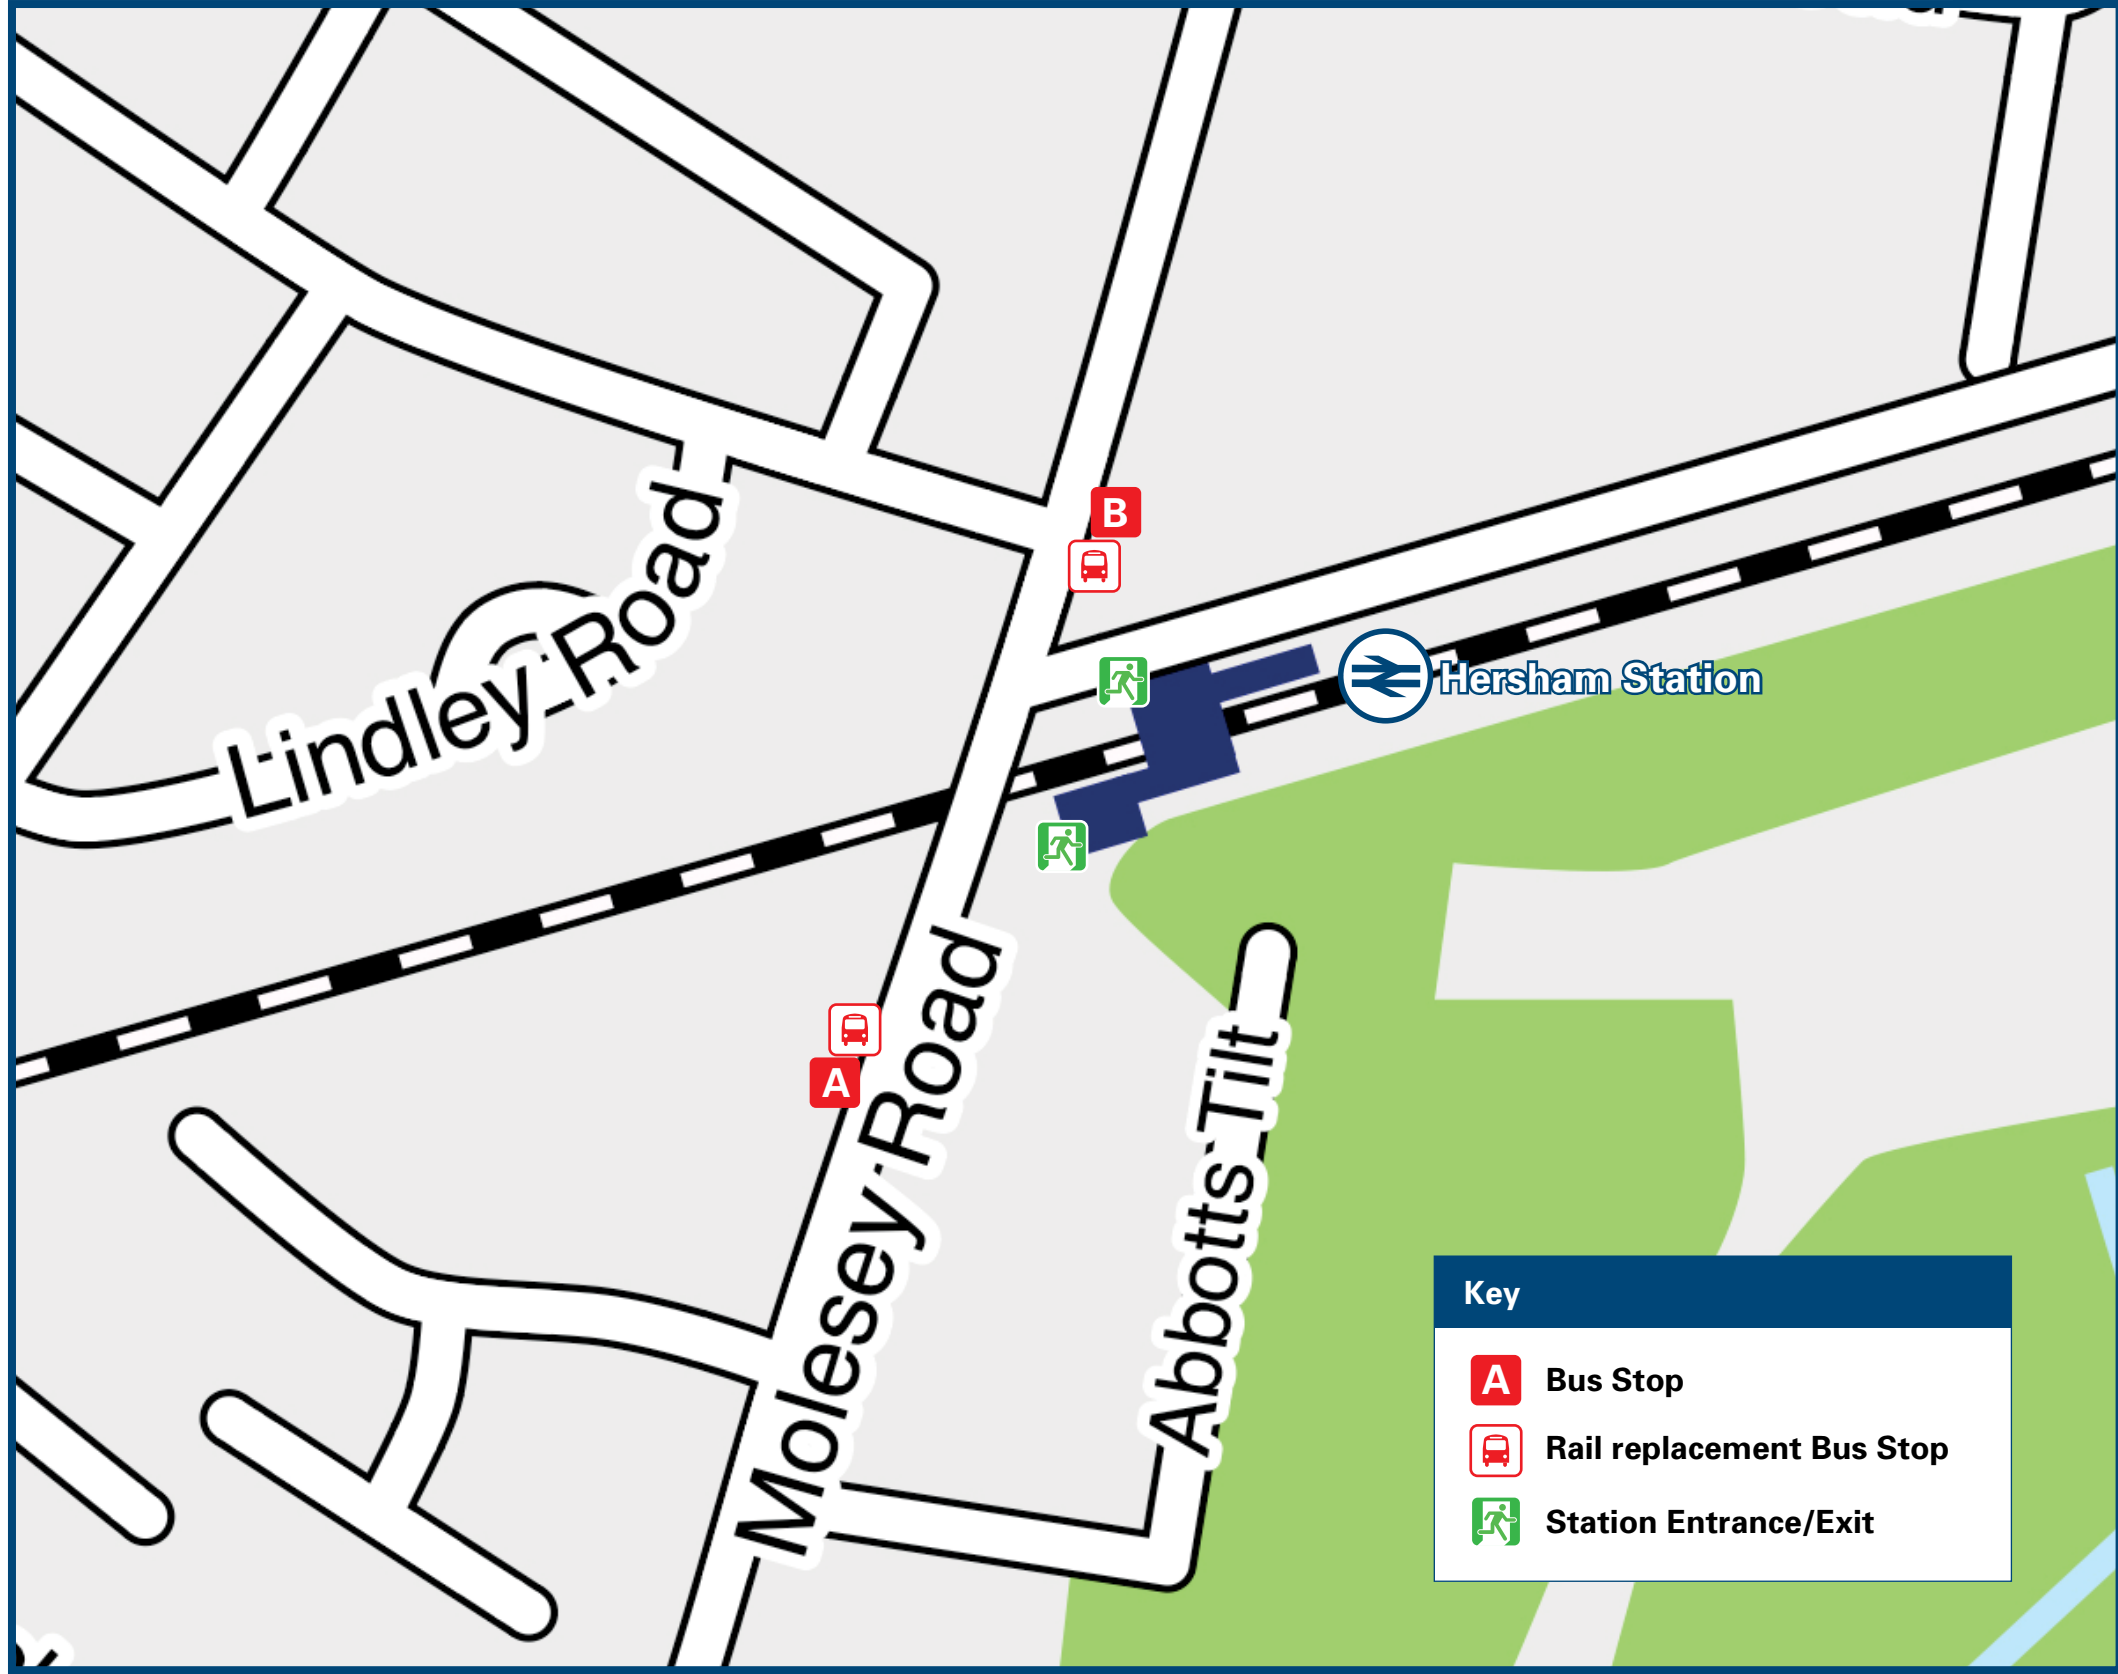 B
Lindley Road
Hersham Station
A
Molesey Road
Abbotts Tilt
Key
A Bus Stop
Rail replacement Bus Stop
Station Entrance/Exit